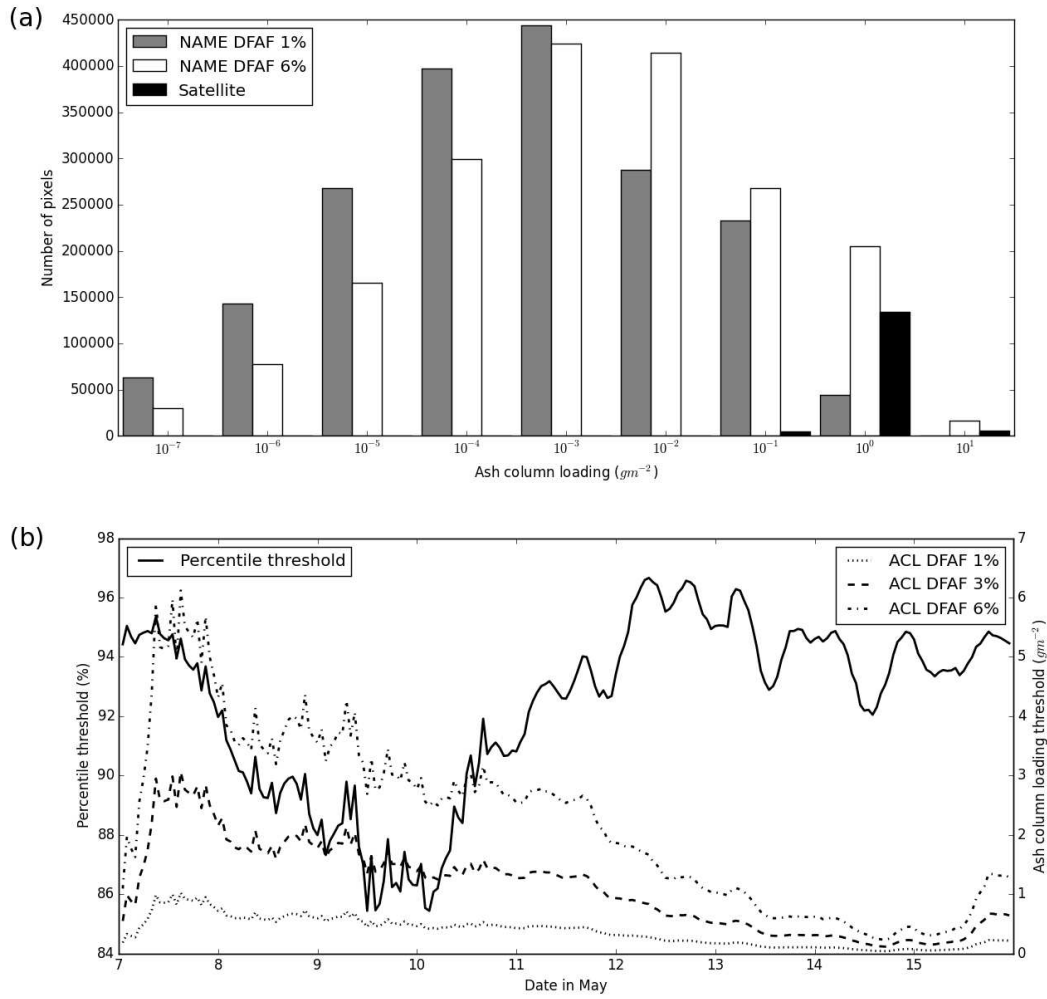 (a)
450000
400000
350000
300000
250000
200000
150000
100000
50000
0
Number of pixels
NAME DFAF 1%
NAME DFAF 6%
Satellite
10⁻⁷ 10⁻⁶ 10⁻⁵ 10⁻⁴ 10⁻³ 10⁻² 10⁻¹ 10⁰ 10¹
Ash column loading (gm⁻²)
(b)
98
96
94
92
90
88
86
84
Percentile threshold (%)
Percentile threshold
ACL DFAF 1%
ACL DFAF 3%
ACL DFAF 6%
7
6
5
4
3
2
1
0
Ash column loading threshold (gm⁻²)
7 8 9 10 11 12 13 14 15
Date in May